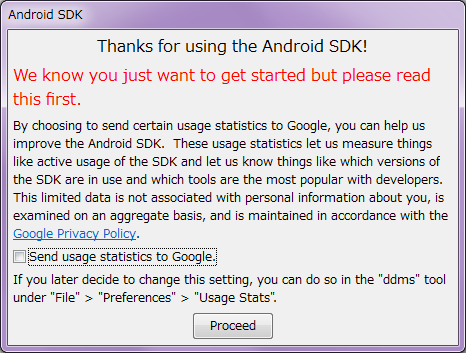 Android SDK
Thanks for using the Android SDK!
We know you just want to get started but please read
this first.
By choosing to send certain usage statistics to Google, you can help us
improve the Android SDK.  These usage statistics let us measure things
like active usage of the SDK and let us know things like which versions of
the SDK are in use and which tools are the most popular with developers.
This limited data is not associated with personal information about you, is
examined on an aggregate basis, and is maintained in accordance with the
Google Privacy Policy.
Send usage statistics to Google.
If you later decide to change this setting, you can do so in the "ddms" tool
under "File" > "Preferences" > "Usage Stats".
Proceed